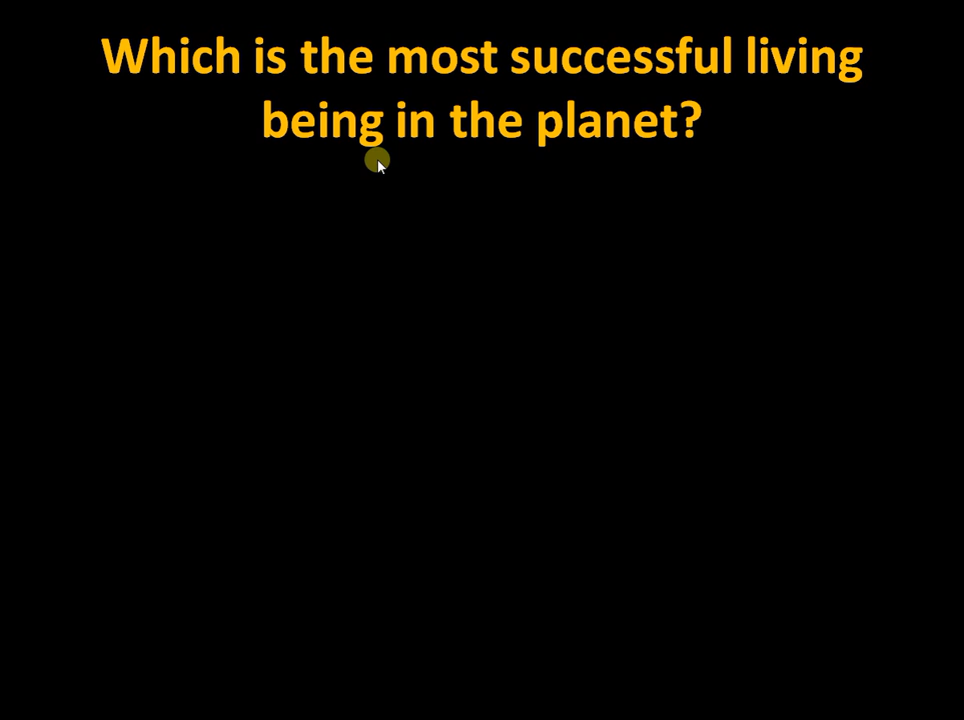 Which is the most successful living
being in the planet?